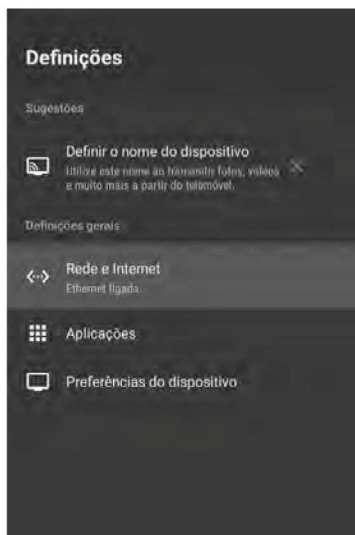 Definições
Sugestões
Definir o nome do dispositivo
Utilize este nome ao transmitir fotos, vídeos
e muito mais a partir do telemóvel.
Definições gerais
Rede e Internet
Ethernet ligada.
Aplicações
Preferências do dispositivo